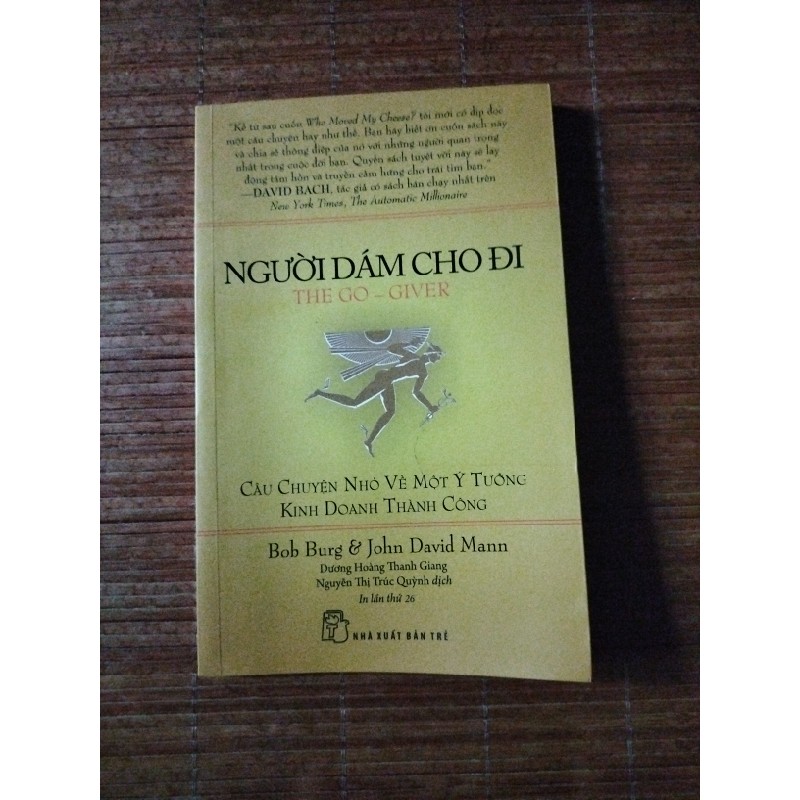 "Kể từ sau cuốn Who Moved My Cheese? tôi mới có dịp đọc
một câu chuyện hay như thế. Bạn hãy biết ơn cuốn sách này
và chia sẻ thông điệp của nó với những người quan trọng
nhất trong cuộc đời bạn. Quyển sách tuyệt vời này sẽ lay
động tâm hồn và truyền cảm hứng cho trái tim bạn."
—DAVID BACH, tác giả có sách bán chạy nhất trên
New York Times, The Automatic Millionaire
NGƯỜI DÁM CHO ĐI
THE GO – GIVER
CÂU CHUYỆN NHỎ VỀ MỘT Ý TƯỞNG
KINH DOANH THÀNH CÔNG
Bob Burg & John David Mann
Dương Hoàng Thanh Giang
Nguyễn Thị Trúc Quỳnh dịch
In lần thứ 26
NHÀ XUẤT BẢN TRẺ